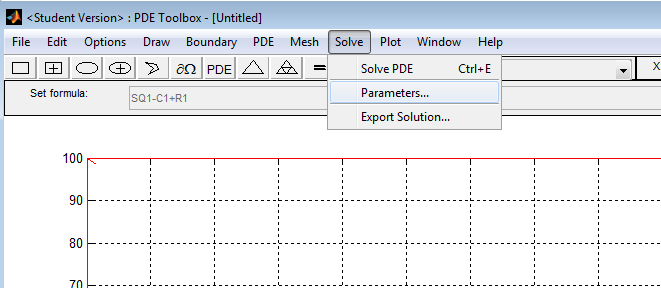 <Student Version> : PDE Toolbox - [Untitled]
File Edit Options Draw Boundary PDE Mesh Solve Plot Window Help
∂Ω PDE = X
Solve PDE Ctrl+E
Set formula: SQ1-C1+R1
Parameters...
Export Solution...
100
90
80
70